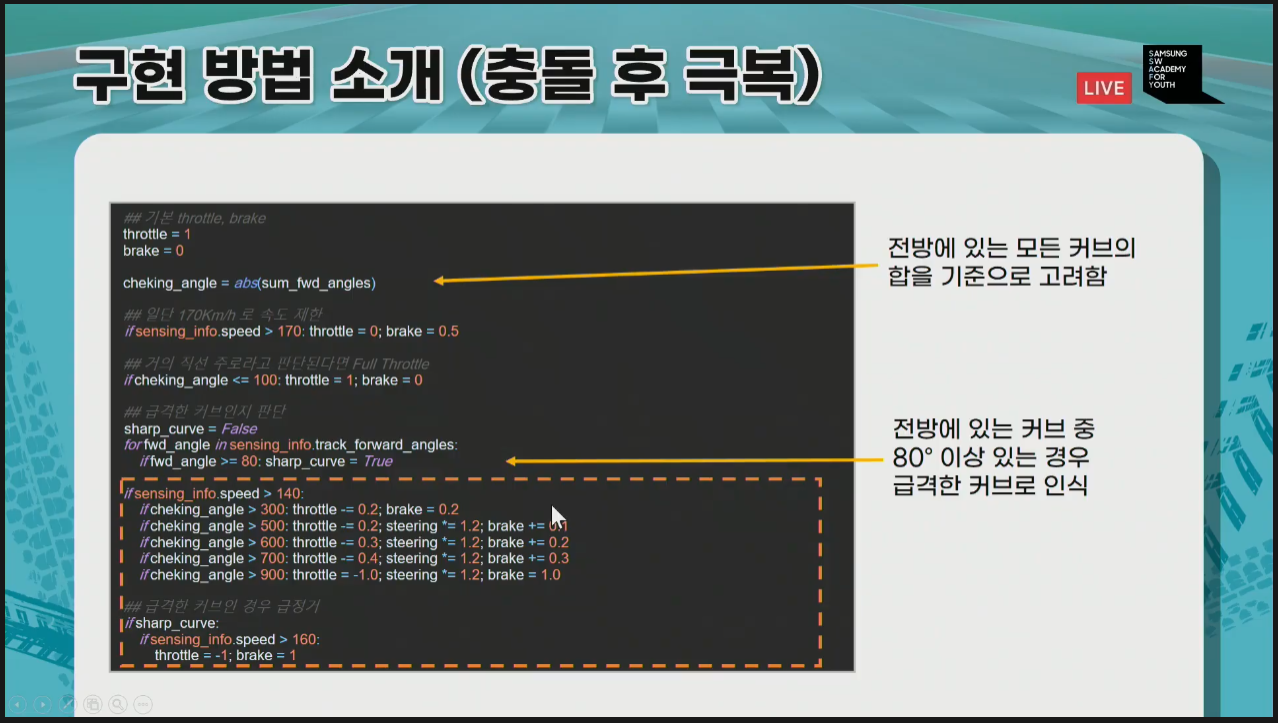 구현 방법 소개 (충돌 후 극복)
LIVE
SAMSUNG
SW
ACADEMY
FOR
YOUTH
## 기본 throttle, brake
throttle = 1
brake = 0
cheking_angle = abs(sum_fwd_angles)
## 일단 170Km/h 로 속도 제한
if sensing_info.speed > 170: throttle = 0; brake = 0.5
## 거의 직선 주로라고 판단된다면 Full Throttle
if cheking_angle <= 100: throttle = 1; brake = 0
## 급격한 커브인지 판단
sharp_curve = False
for fwd_angle in sensing_info.track_forward_angles:
if fwd_angle >= 80: sharp_curve = True
if sensing_info.speed > 140:
if cheking_angle > 300: throttle -= 0.2; brake = 0.2
if cheking_angle > 500: throttle -= 0.2; steering *= 1.2; brake += 0.1
if cheking_angle > 600: throttle -= 0.3; steering *= 1.2; brake += 0.2
if cheking_angle > 700: throttle -= 0.4; steering *= 1.2; brake += 0.3
if cheking_angle > 900: throttle = -1.0; steering *= 1.2; brake = 1.0
## 급격한 커브인 경우 급정거
if sharp_curve:
if sensing_info.speed > 160:
throttle = -1; brake = 1
전방에 있는 모든 커브의
합을 기준으로 고려함
전방에 있는 커브 중
80° 이상 있는 경우
급격한 커브로 인식